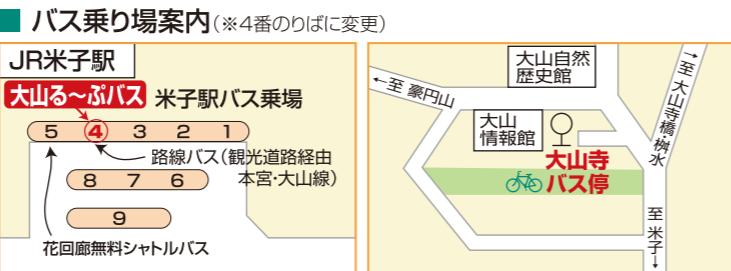 バス乗り場案内(※4番のりばに変更)
JR米子駅
大山る〜ぷバス
米子駅バス乗場
5 4 3 2 1
路線バス(観光道路経由
本宮・大山線)
8 7 6
9
花回廊無料シャトルバス
大山自然
歴史館
←至 豪円山
大山
情報館
→至 大山寺橋・桝水
大山寺
バス停
至 米子→